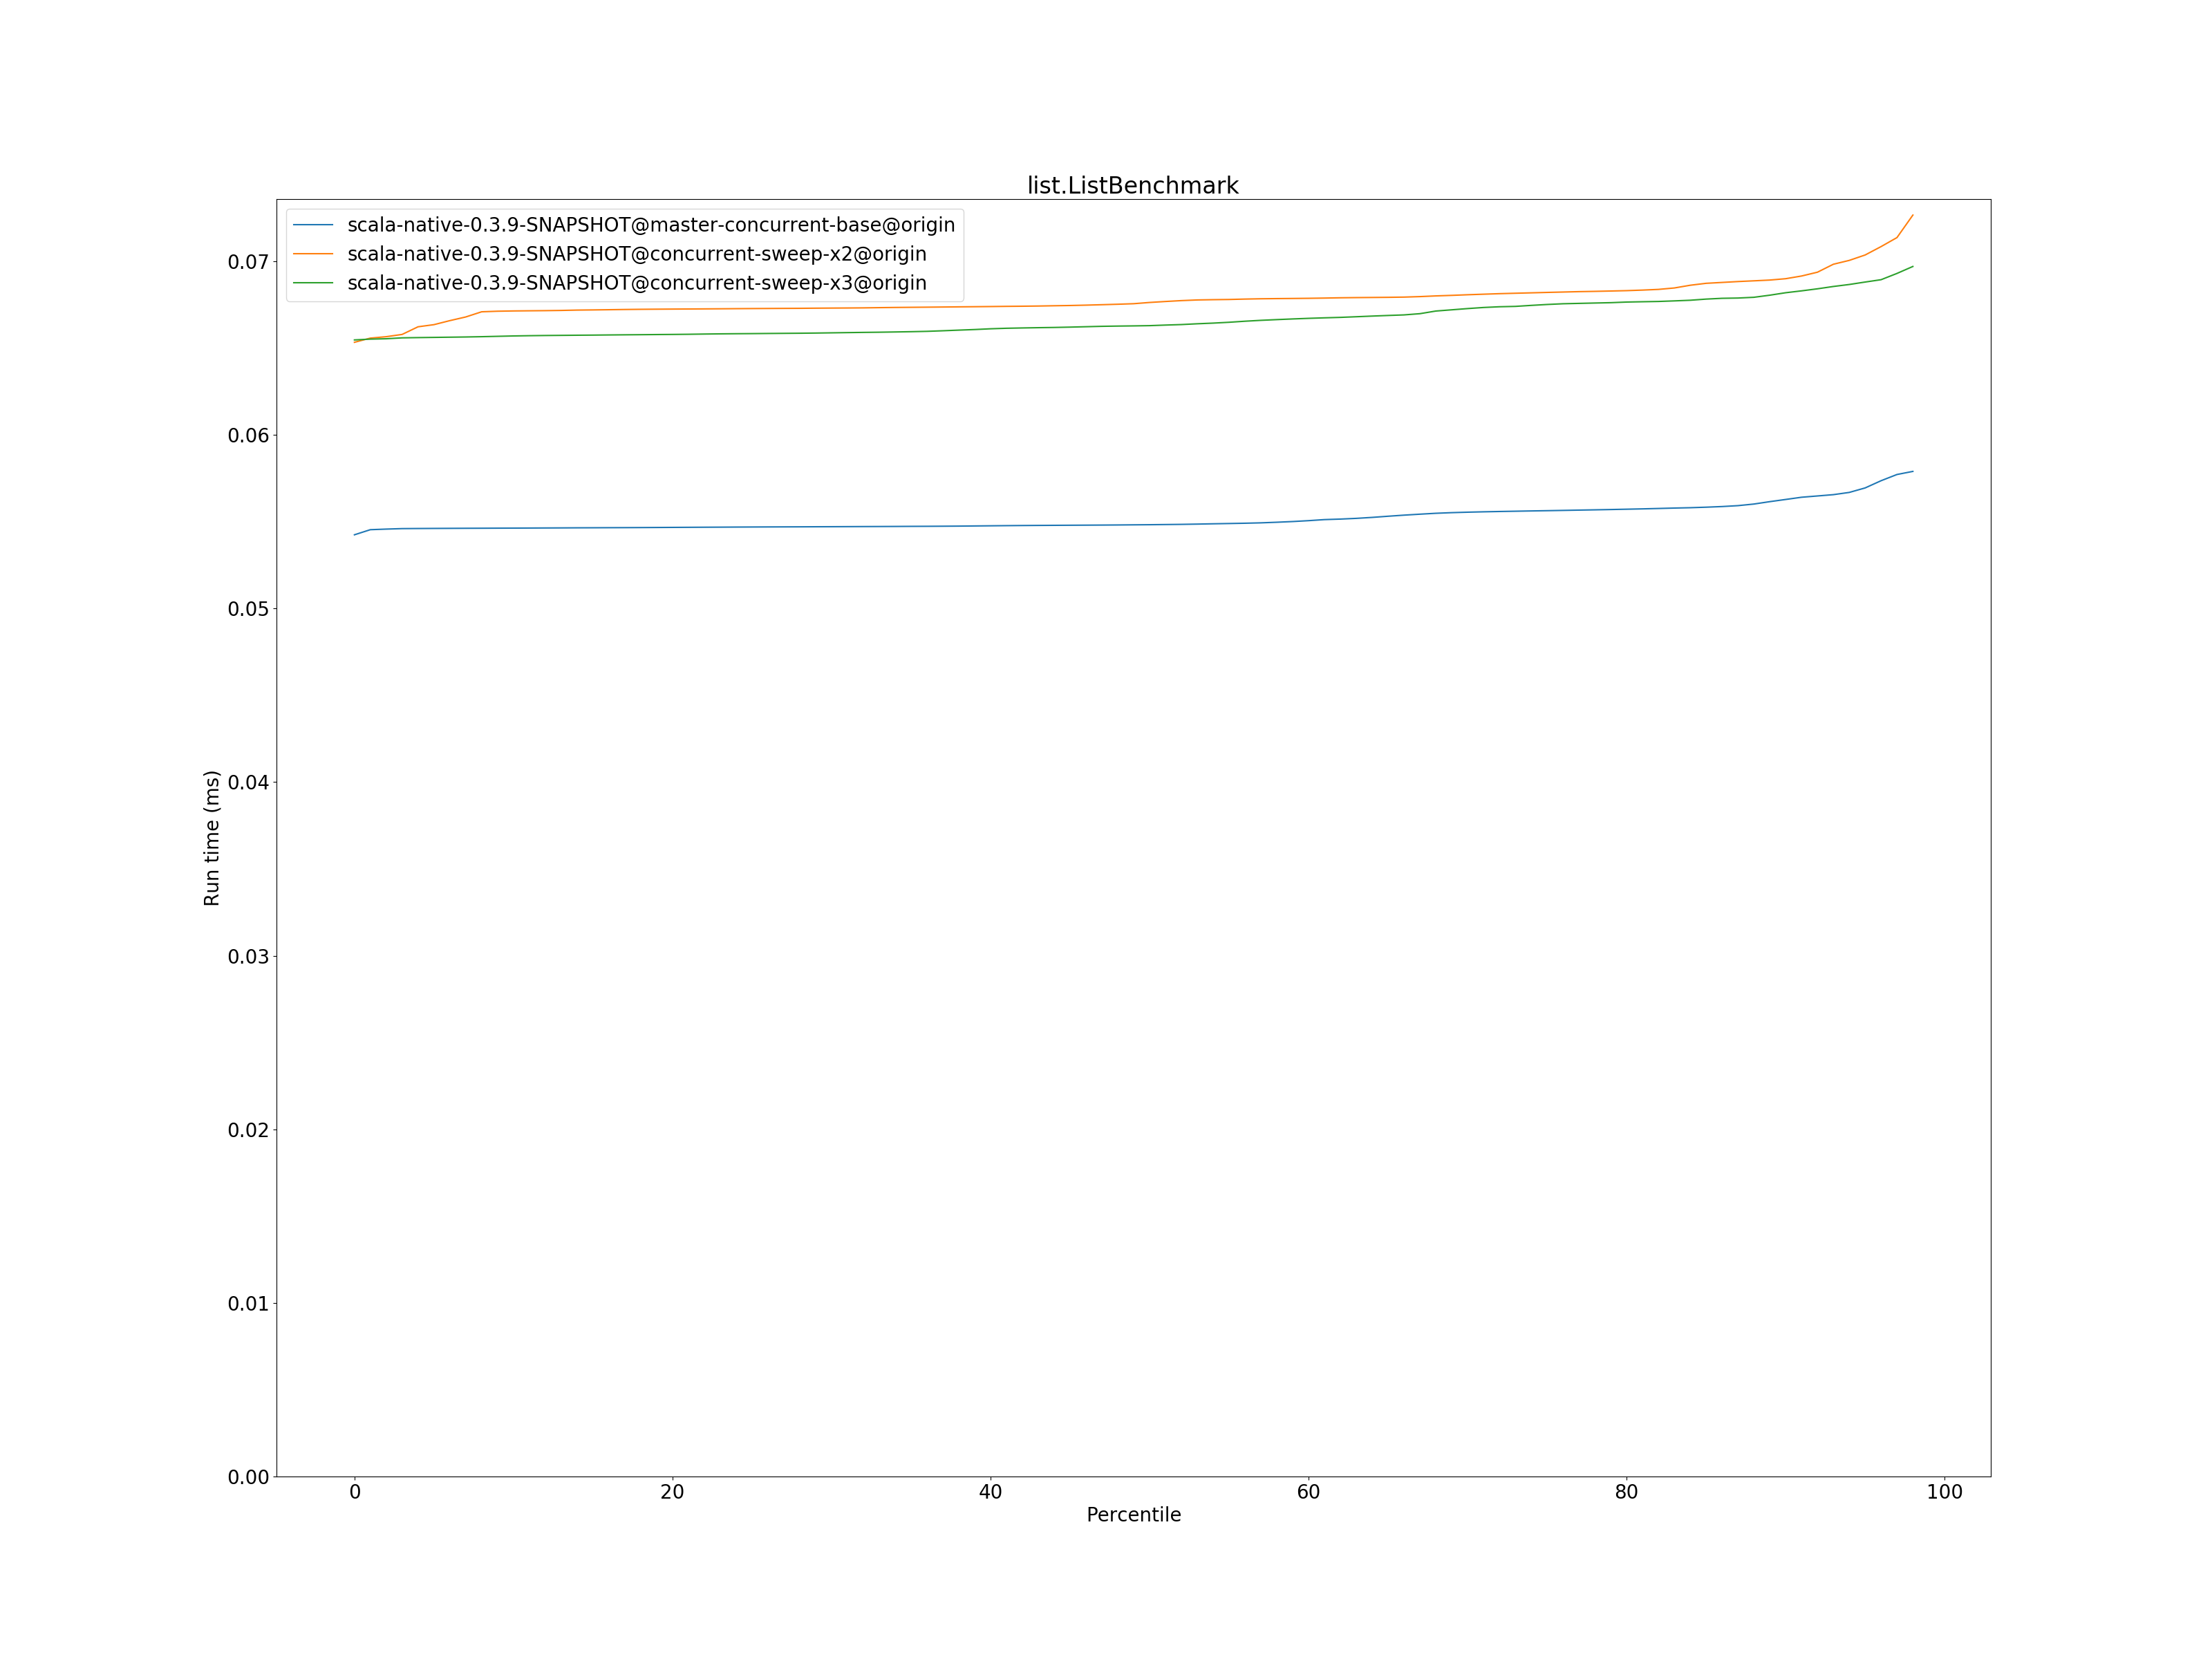 list.ListBenchmark
scala-native-0.3.9-SNAPSHOT@master-concurrent-base@origin
scala-native-0.3.9-SNAPSHOT@concurrent-sweep-x2@origin
scala-native-0.3.9-SNAPSHOT@concurrent-sweep-x3@origin
0.07
0.06
0.05
0.04
0.03
0.02
0.01
0.00
Run time (ms)
0 20 40 60 80 100
Percentile